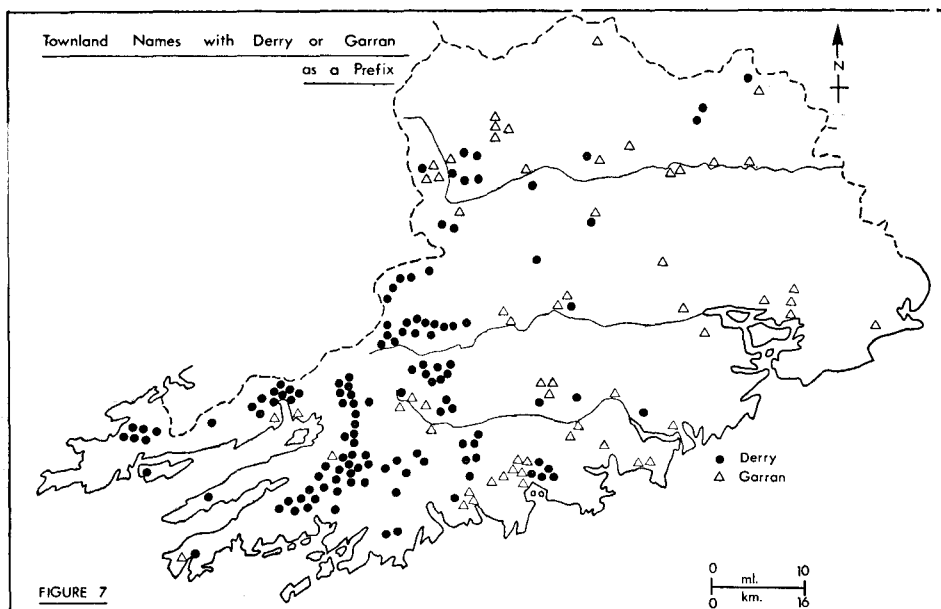 Townland Names with Derry or Garran
as a Prefix
N
Derry
Garran
0 10
ml.
km.
0 16
FIGURE 7